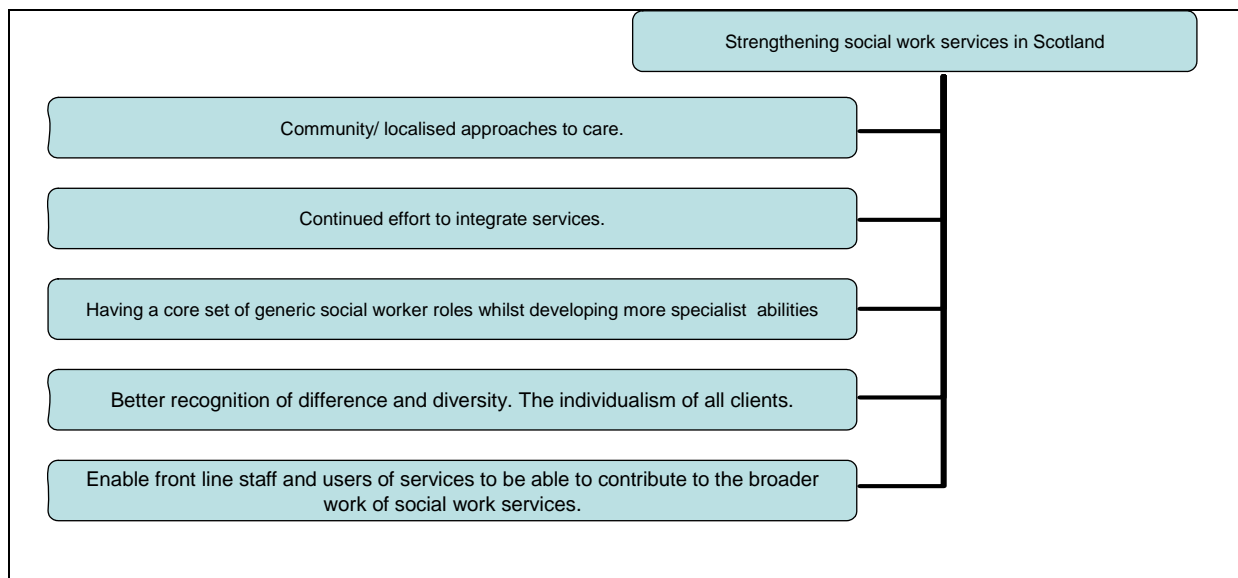 Strengthening social work services in Scotland
Community/ localised approaches to care.
Continued effort to integrate services.
Having a core set of generic social worker roles whilst developing more specialist abilities
Better recognition of difference and diversity. The individualism of all clients.
Enable front line staff and users of services to be able to contribute to the broader
work of social work services.